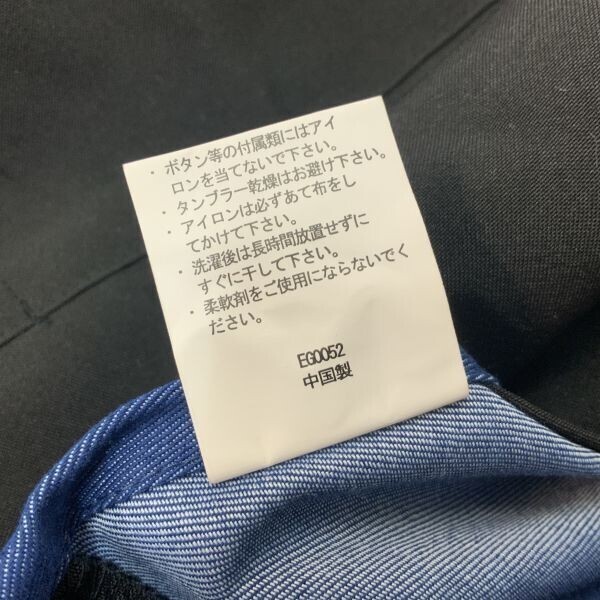 ・ボタン等の付属類にはアイ
ロンを当てないで下さい。
・タンブラー乾燥はお避け下さい。
・アイロンは必ずあて布をし
てかけて下さい。
・洗濯後は長時間放置せずに
すぐに干して下さい。
・柔軟剤をご使用にならないでく
ださい。
EG0052
中国製